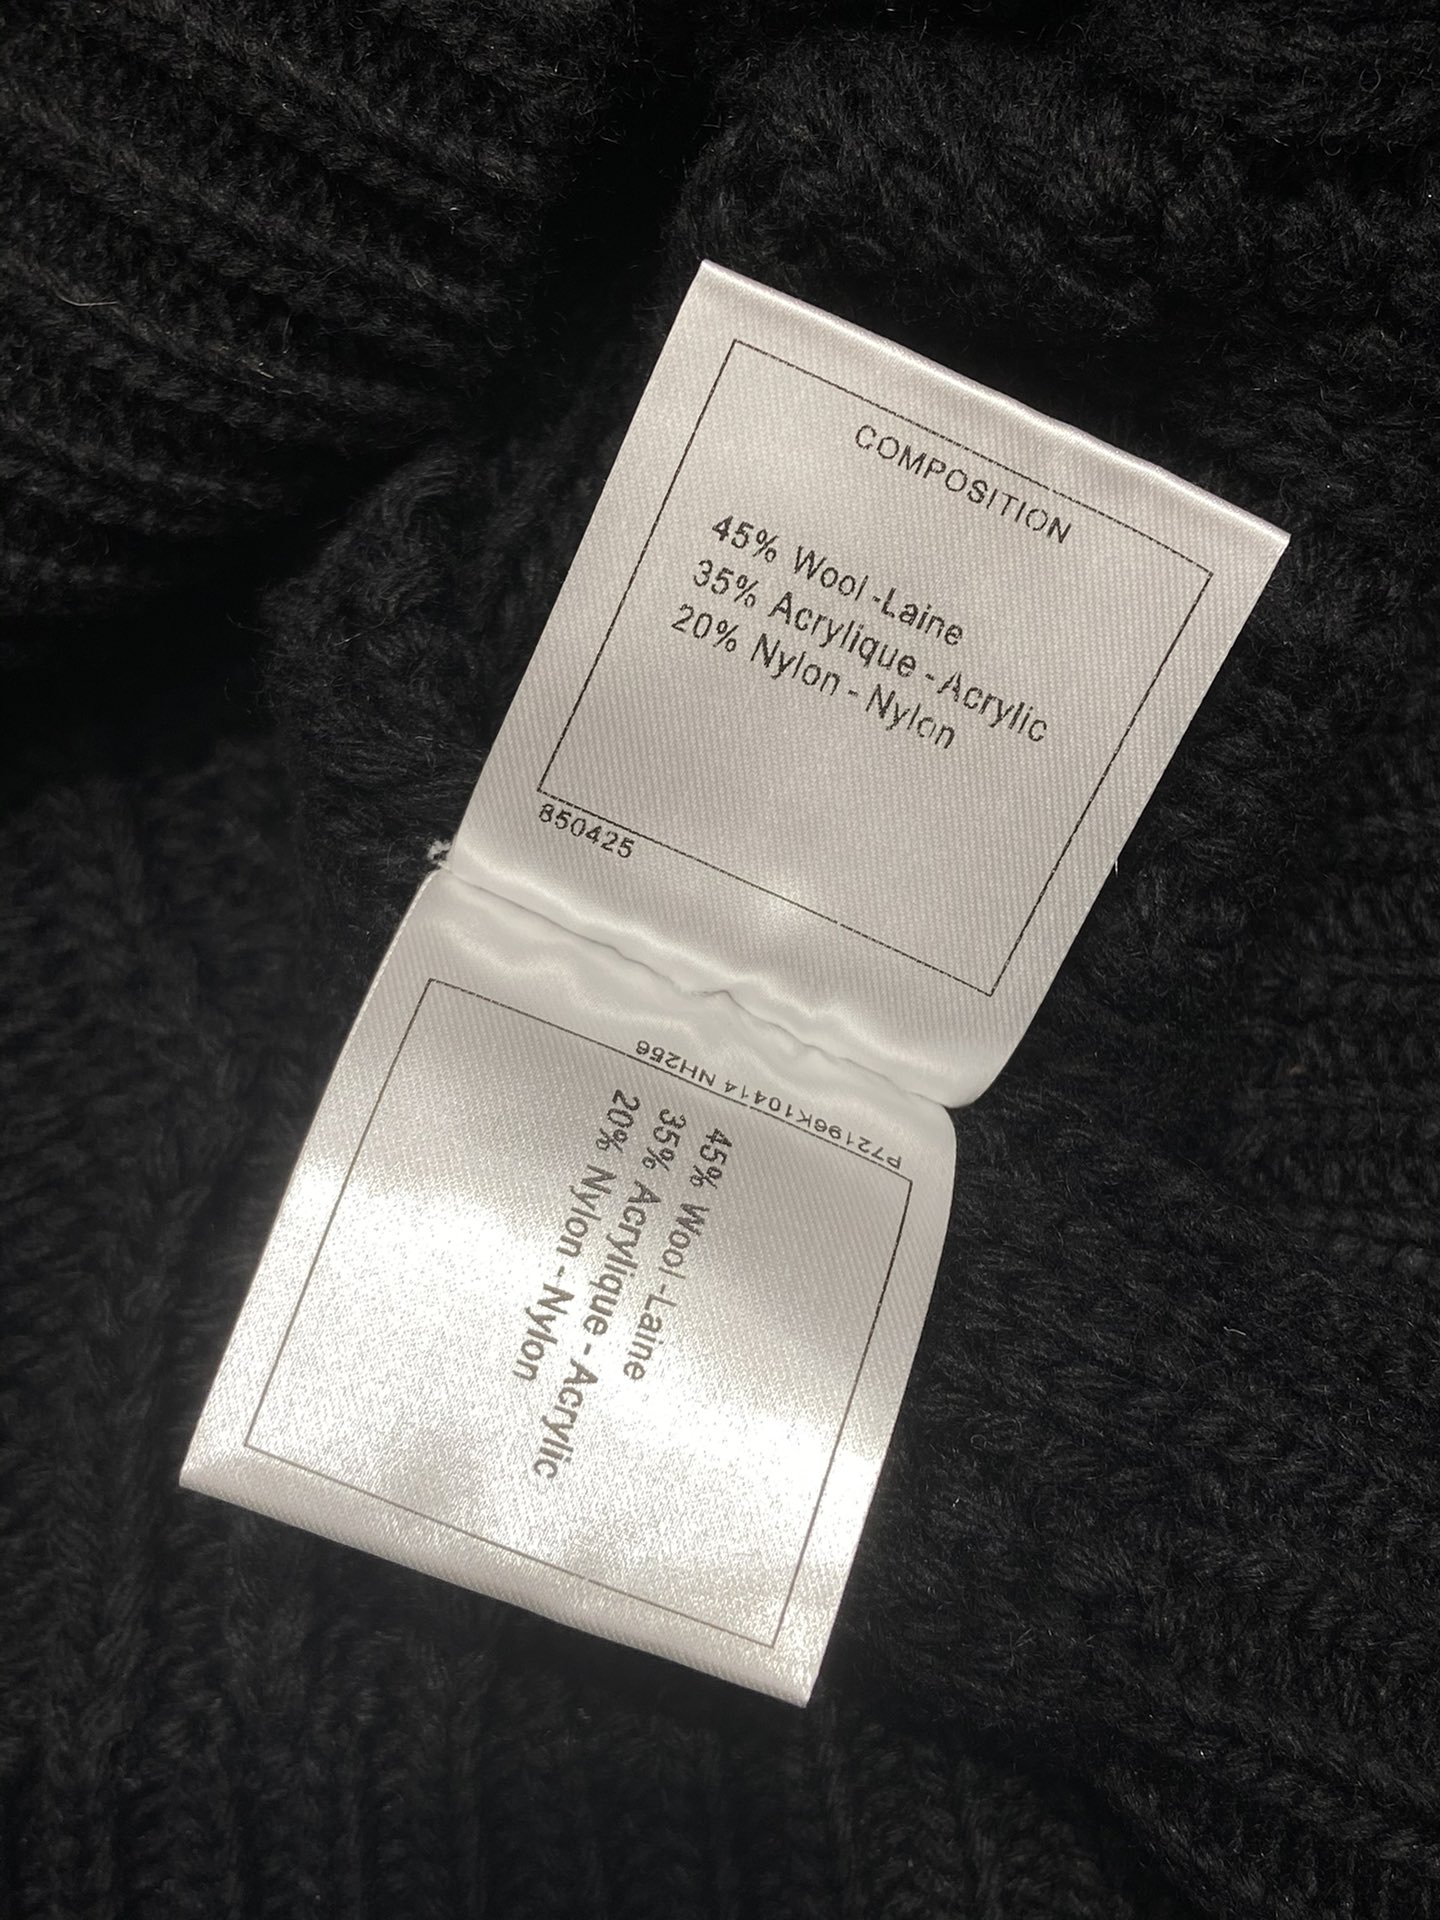 COMPOSITION
45% Wool -Laine
35% Acrylique - Acrylic
20% Nylon - Nylon
850425
P72196K10414 NH256
45% Wool -Laine
35% Acrylique - Acrylic
20% Nylon - Nylon